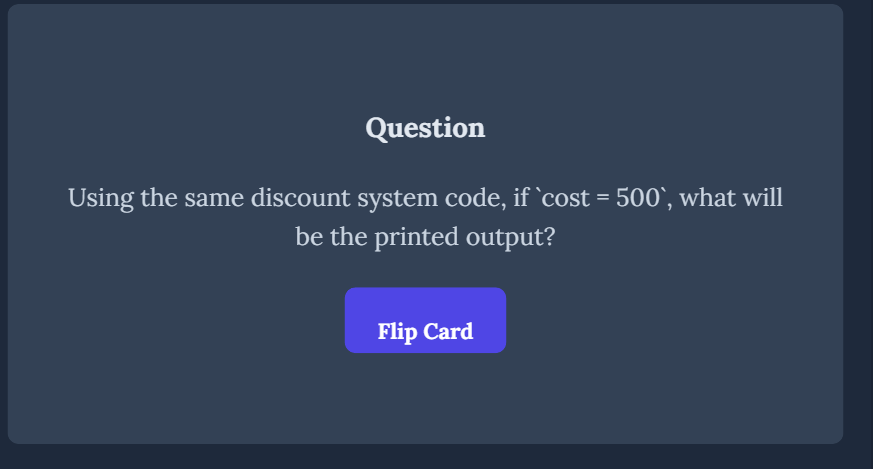 Question
Using the same discount system code, if `cost = 500`, what will
be the printed output?
Flip Card